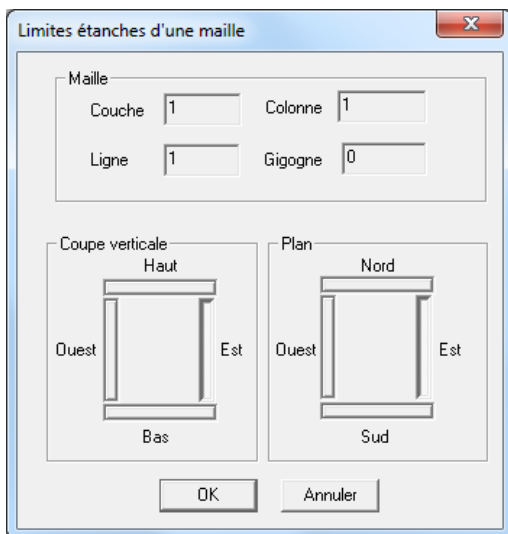 Limites étanches d'une maille
Maille
Couche 1 Colonne 1
Ligne 1 Gigogne 0
Coupe verticale Plan
Haut Nord
Ouest Est Ouest Est
Bas Sud
OK Annuler